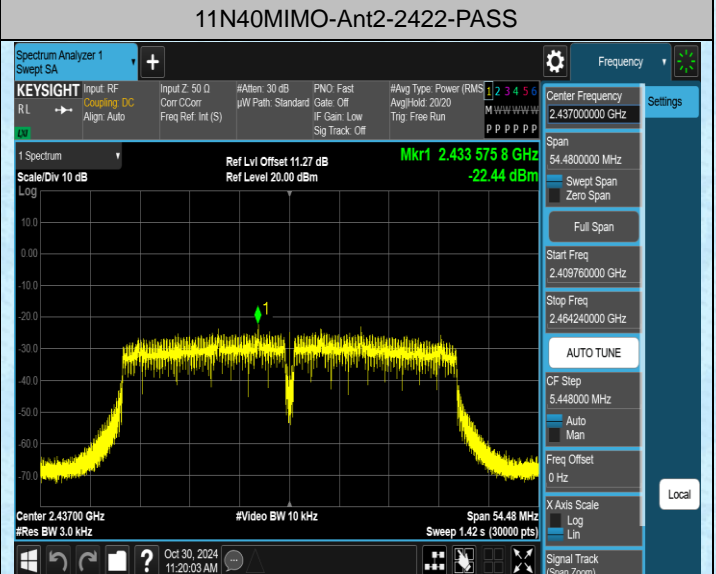 11N40MIMO-Ant2-2422-PASS
Spectrum Analyzer 1
Swept SA
+
Frequency
KEYSIGHT
RL
Input: RF
Coupling: DC
Align: Auto
Input Z: 50 Ω
Corr CCorr
Freq Ref: Int (S)
#Atten: 30 dB
µW Path: Standard
PNO: Fast
Gate: Off
IF Gain: Low
Sig Track: Off
#Avg Type: Power (RMS
Avg|Hold: 20/20
Trig: Free Run
1 2 3 4 5 6
M W W W W W
P P P P P P
LXI
1 Spectrum
Scale/Div 10 dB
Ref Lvl Offset 11.27 dB
Ref Level 20.00 dBm
Mkr1 2.433 575 8 GHz
-22.44 dBm
Log
10.0
0.00
-10.0
-20.0
-30.0
-40.0
-50.0
-60.0
-70.0
1
Center 2.43700 GHz
#Res BW 3.0 kHz
#Video BW 10 kHz
Span 54.48 MHz
Sweep 1.42 s (30000 pts)
Center Frequency
2.437000000 GHz
Settings
Span
54.4800000 MHz
Swept Span
Zero Span
Full Span
Start Freq
2.409760000 GHz
Stop Freq
2.464240000 GHz
AUTO TUNE
CF Step
5.448000 MHz
Auto
Man
Freq Offset
0 Hz
X Axis Scale
Log
Lin
Local
Signal Track
(Span Zoom)
?
Oct 30, 2024
11:20:03 AM